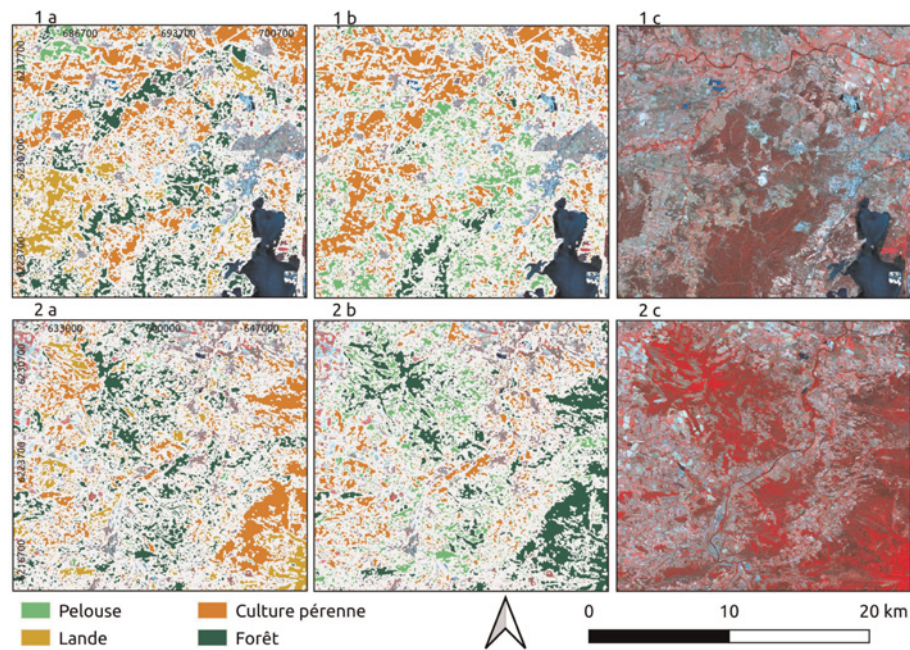 1 a
1 b
1 c
686700 693700 700700
6237700
6230700
6223700
2 a
2 b
2 c
633000 640000 647000
6230700
6223700
6216700
Pelouse
Culture pérenne
0 10 20 km
Lande
Forêt